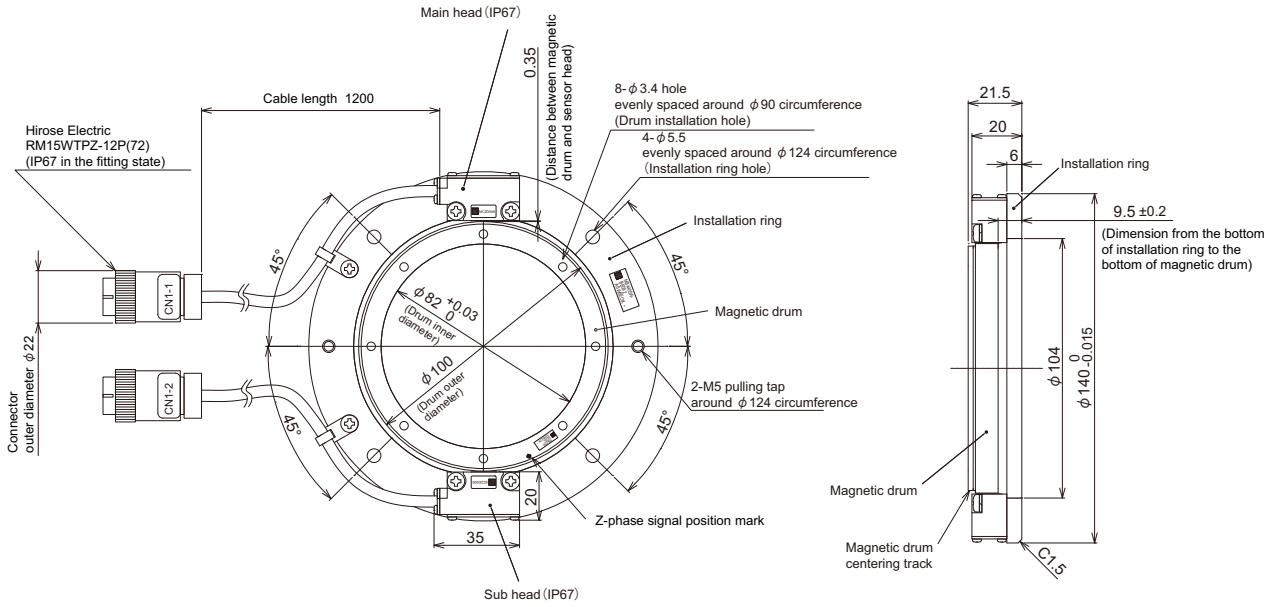 Main head (IP67)
0.35
(Distance between magnetic
drum and sensor head)
8-φ3.4 hole
evenly spaced around φ90 circumference
(Drum installation hole)
4-φ5.5
evenly spaced around φ124 circumference
(Installation ring hole)
Cable length 1200
Hirose Electric
RM15WTPZ-12P(72)
(IP67 in the fitting state)
Installation ring
45°
45°
CN1-1
φ82 +0.03
0
(Drum inner
diameter)
Magnetic drum
Connector
outer diameter φ22
φ100
(Drum outer
diameter)
2-M5 pulling tap
around φ124 circumference
CN1-2
45°
45°
20
Z-phase signal position mark
35
Sub head (IP67)
21.5
20
6
Installation ring
9.5 ±0.2
(Dimension from the bottom
of installation ring to the
bottom of magnetic drum)
φ104
φ140 0
-0.015
Magnetic drum
Magnetic drum
centering track
C1.5